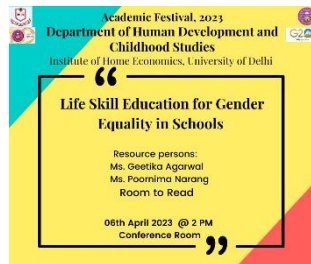 Academic Festival, 2023
Department of Human Development and
Childhood Studies
Institute of Home Economics, University of Delhi
Life Skill Education for Gender
Equality in Schools
Resource persons:
Ms. Geetika Agarwal
Ms. Poornima Narang
Room to Read
06th April 2023 @ 2 PM
Conference Room